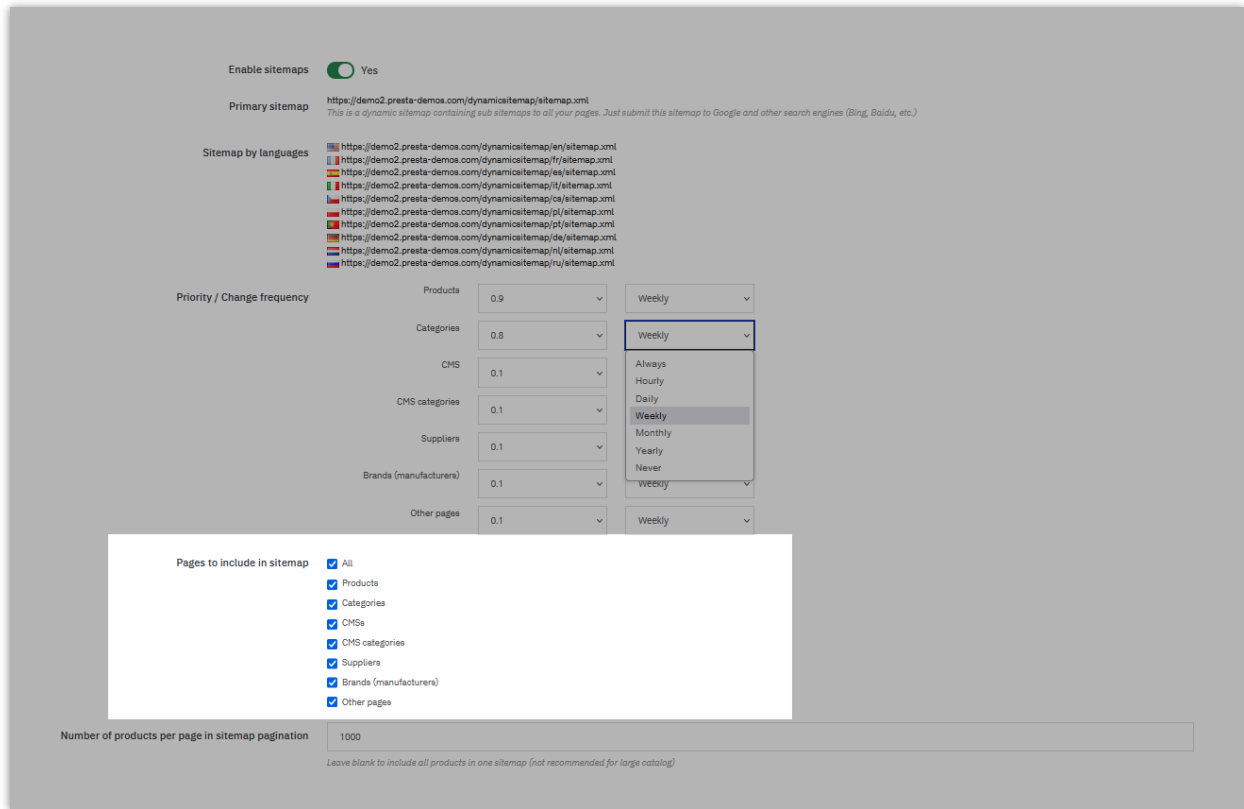 Enable sitemaps Yes
Primary sitemap https://demo2.presta-demos.com/dynamicsitemap/sitemap.xml
This is a dynamic sitemap containing sub sitemaps to all your pages. Just submit this sitemap to Google and other search engines (Bing, Baidu, etc.)
Sitemap by languages https://demo2.presta-demos.com/dynamicsitemap/en/sitemap.xml
https://demo2.presta-demos.com/dynamicsitemap/fr/sitemap.xml
https://demo2.presta-demos.com/dynamicsitemap/es/sitemap.xml
https://demo2.presta-demos.com/dynamicsitemap/it/sitemap.xml
https://demo2.presta-demos.com/dynamicsitemap/cs/sitemap.xml
https://demo2.presta-demos.com/dynamicsitemap/pl/sitemap.xml
https://demo2.presta-demos.com/dynamicsitemap/pt/sitemap.xml
https://demo2.presta-demos.com/dynamicsitemap/de/sitemap.xml
https://demo2.presta-demos.com/dynamicsitemap/nl/sitemap.xml
https://demo2.presta-demos.com/dynamicsitemap/ru/sitemap.xml
Priority / Change frequency Products 0.9 Weekly
Categories 0.8 Weekly
Always
CMS 0.1
Hourly
Daily
CMS categories 0.1
Weekly
Monthly
Suppliers 0.1
Yearly
Never
Brands (manufacturers) 0.1 Weekly
Other pages 0.1 Weekly
Pages to include in sitemap All
Products
Categories
CMSs
CMS categories
Suppliers
Brands (manufacturers)
Other pages
Number of products per page in sitemap pagination 1000
Leave blank to include all products in one sitemap (not recommended for large catalog)